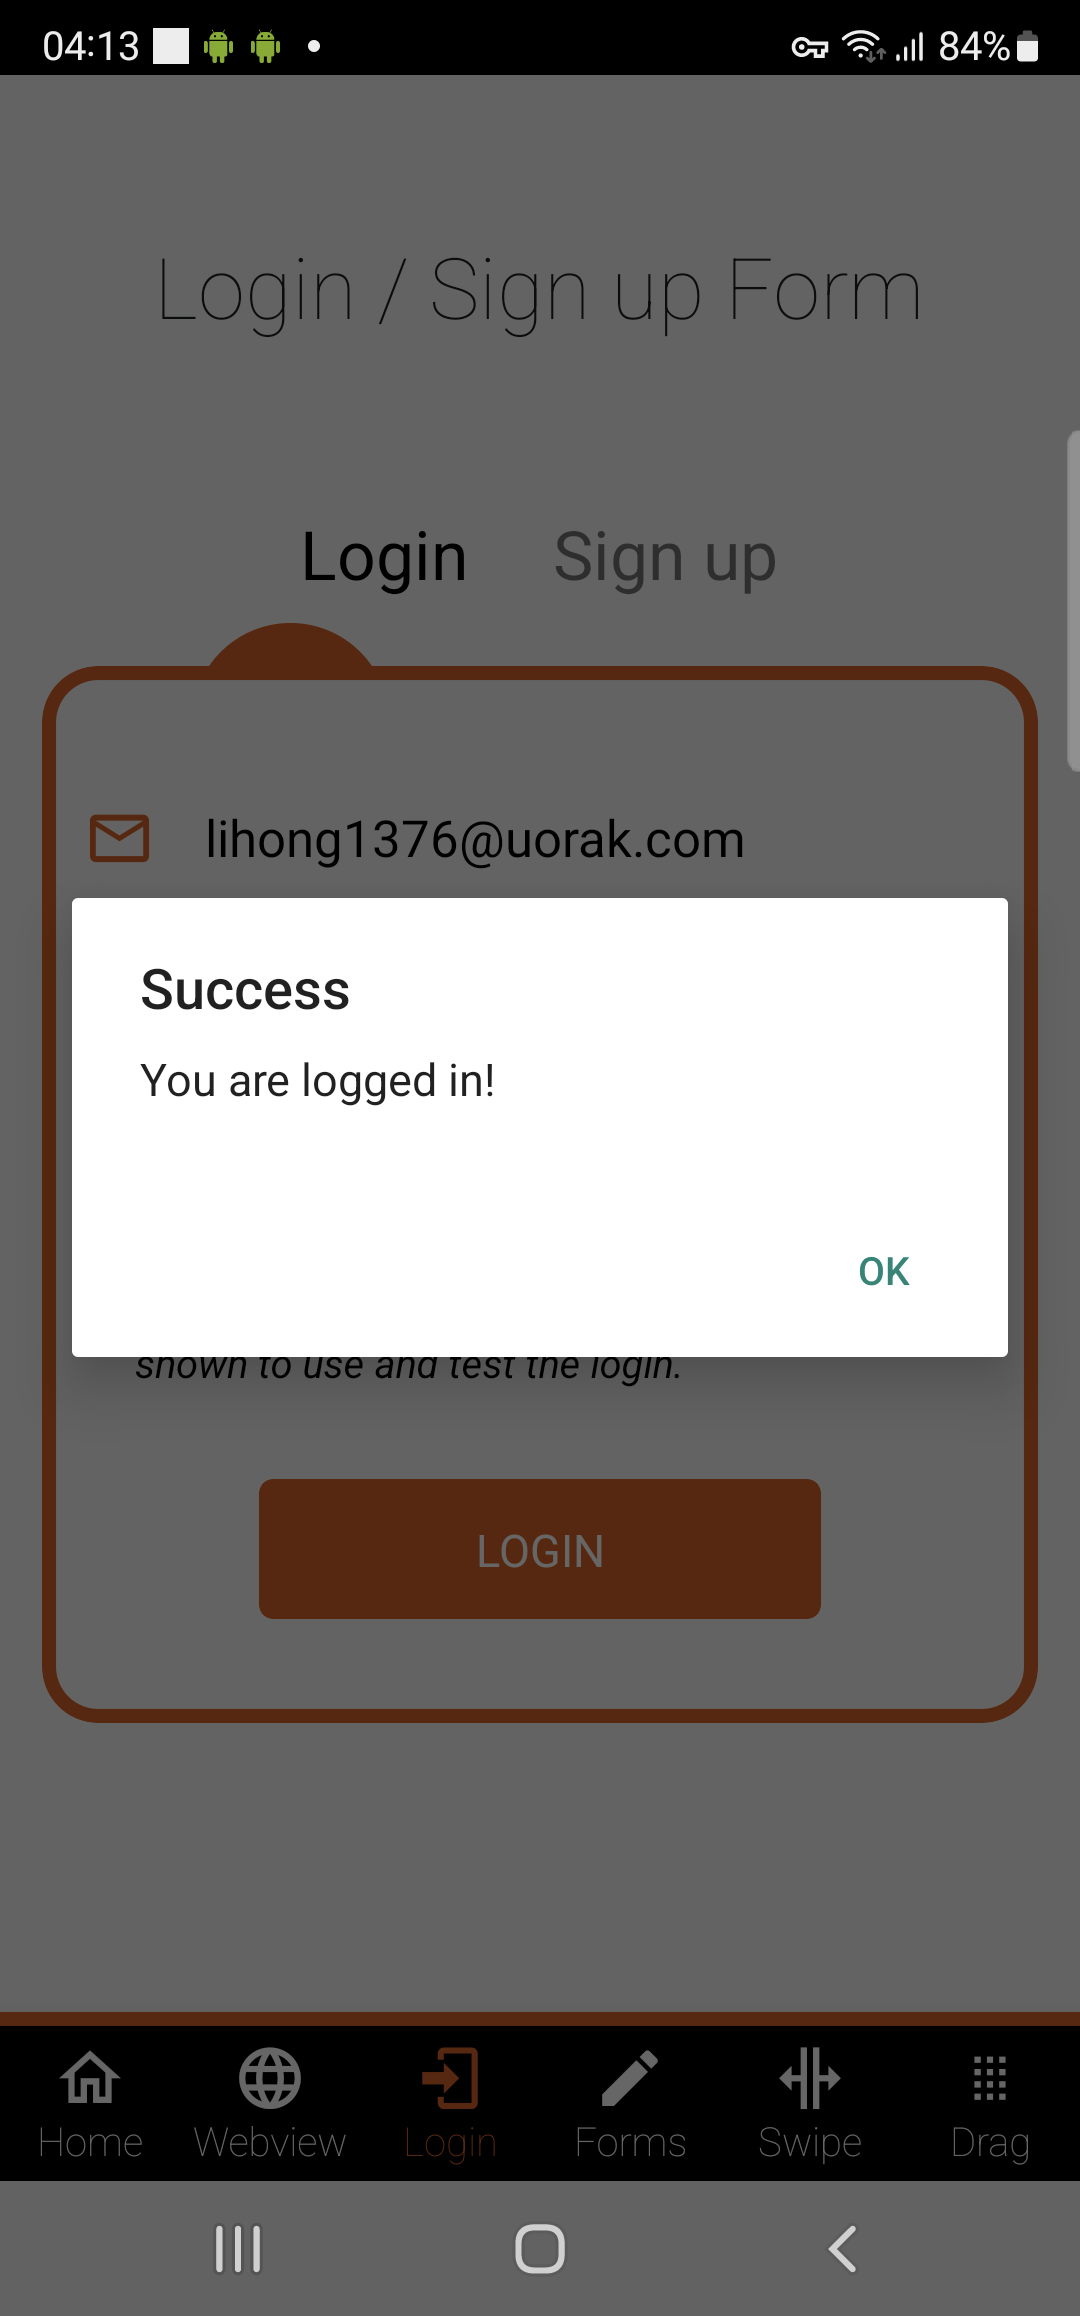 04:13 84%
Login / Sign up Form
Login Sign up
lihong1376@uorak.com
Success
You are logged in!
OK
shown to use and test the login.
LOGIN
Home Webview Login Forms Swipe Drag